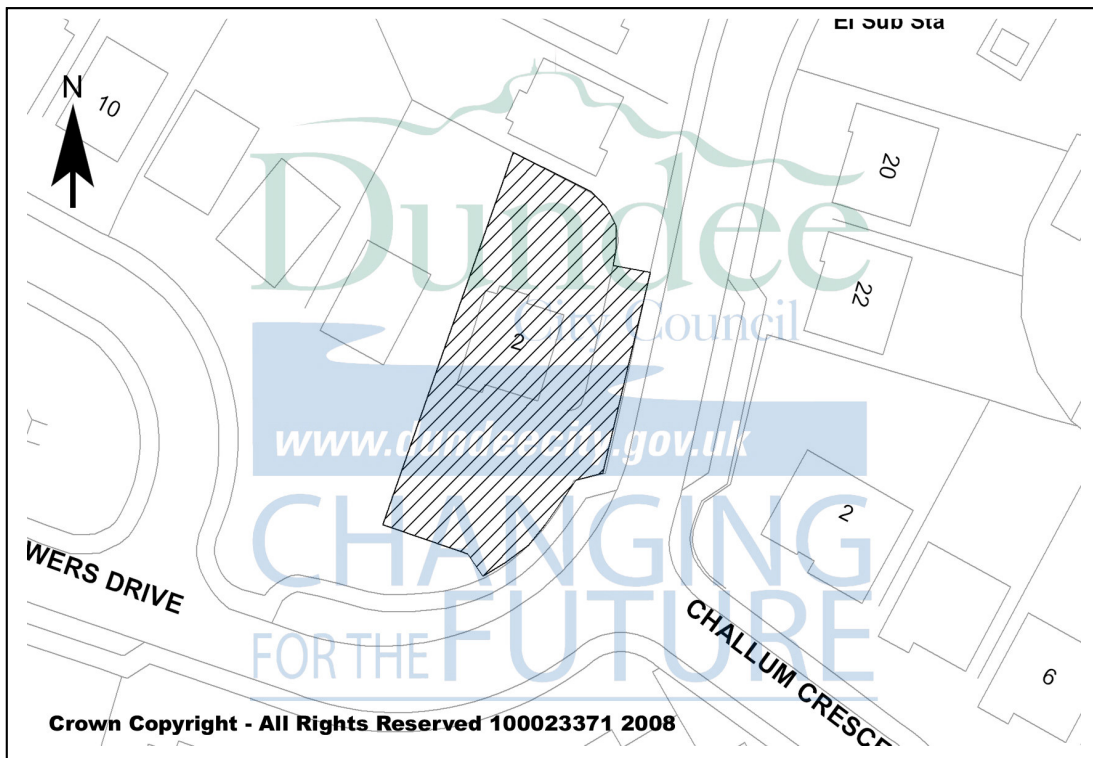 El Sub Sta
N
10
20
22
2
2
6
Dundee
City Council
www.dundeecity.gov.uk
CHANGING
FOR THE FUTURE
WERS DRIVE
CHALLUM CRESCE
Crown Copyright - All Rights Reserved 100023371 2008